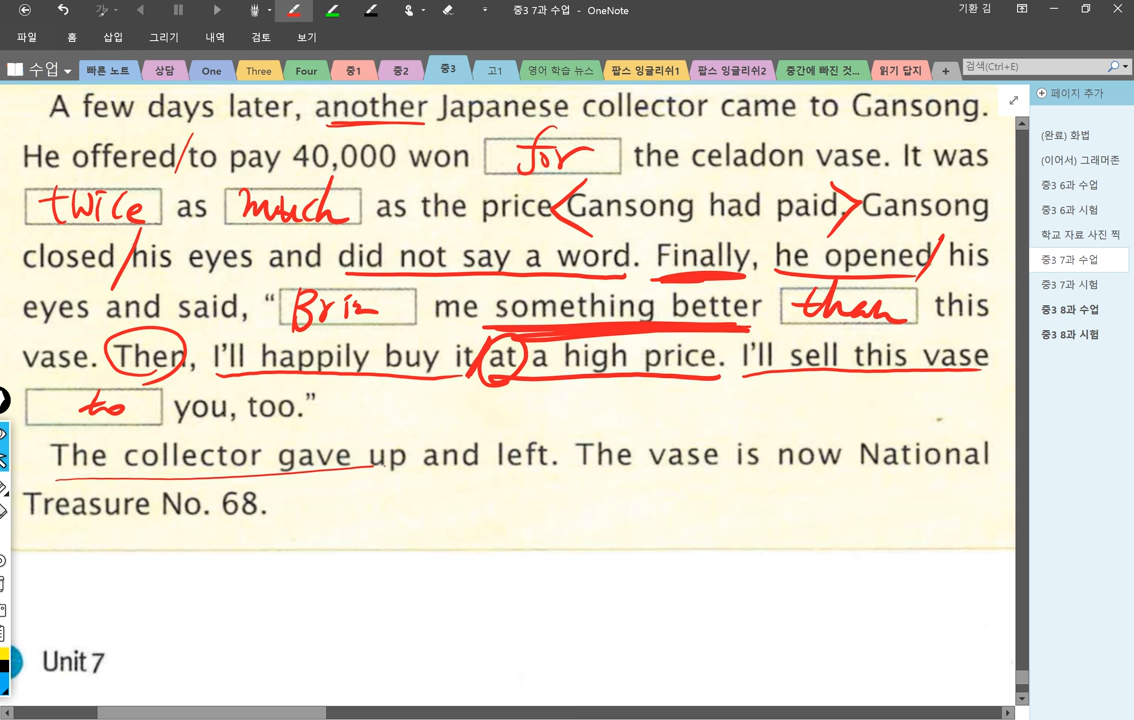 중3 7과 수업 - OneNote
기환 김
파일 홈 삽입 그리기 내역 검토 보기
수업 빠른 노트 상담 One Three Four 중1 중2 중3 고1 영어 학습 뉴스 팝스 잉글리쉬1 팝스 잉글리쉬2 중간에 빠진 것... 읽기 답지 + 검색(Ctrl+E)
A few days later, another Japanese collector came to Gansong.
He offered to pay 40,000 won for the celadon vase. It was
twice as much as the price Gansong had paid. Gansong
closed his eyes and did not say a word. Finally, he opened his
eyes and said, “ Brin me something better than this
vase. Then, I'll happily buy it at a high price. I'll sell this vase
to you, too.”
The collector gave up and left. The vase is now National
Treasure No. 68.
Unit 7
페이지 추가
(완료) 화법
(이어서) 그래머존
중3 6과 수업
중3 6과 시험
학교 자료 사진 찍
중3 7과 수업
중3 7과 시험
중3 8과 수업
중3 8과 시험